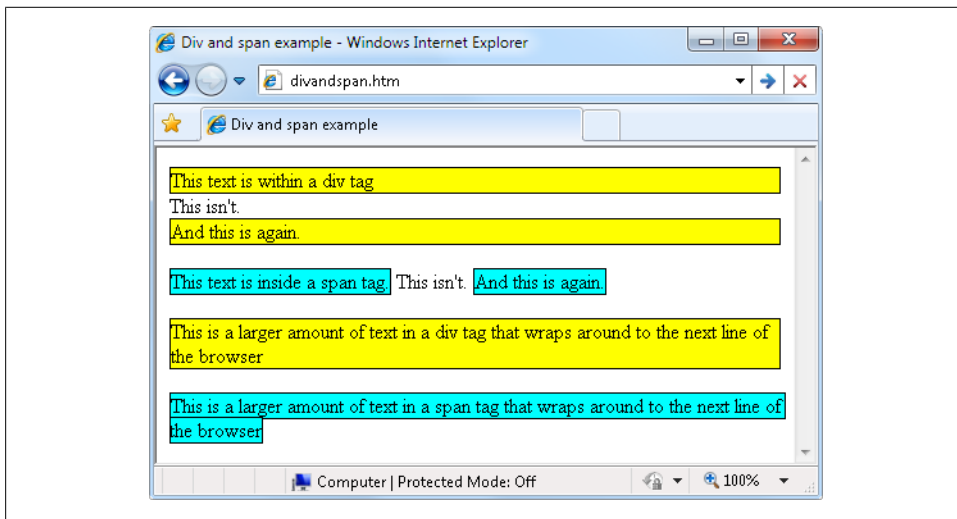 Div and span example - Windows Internet Explorer
divandspan.htm
Div and span example
This text is within a div tag
This isn't.
And this is again.
This text is inside a span tag. This isn't. And this is again.
This is a larger amount of text in a div tag that wraps around to the next line of
the browser
This is a larger amount of text in a span tag that wraps around to the next line of
the browser
Computer | Protected Mode: Off
100%